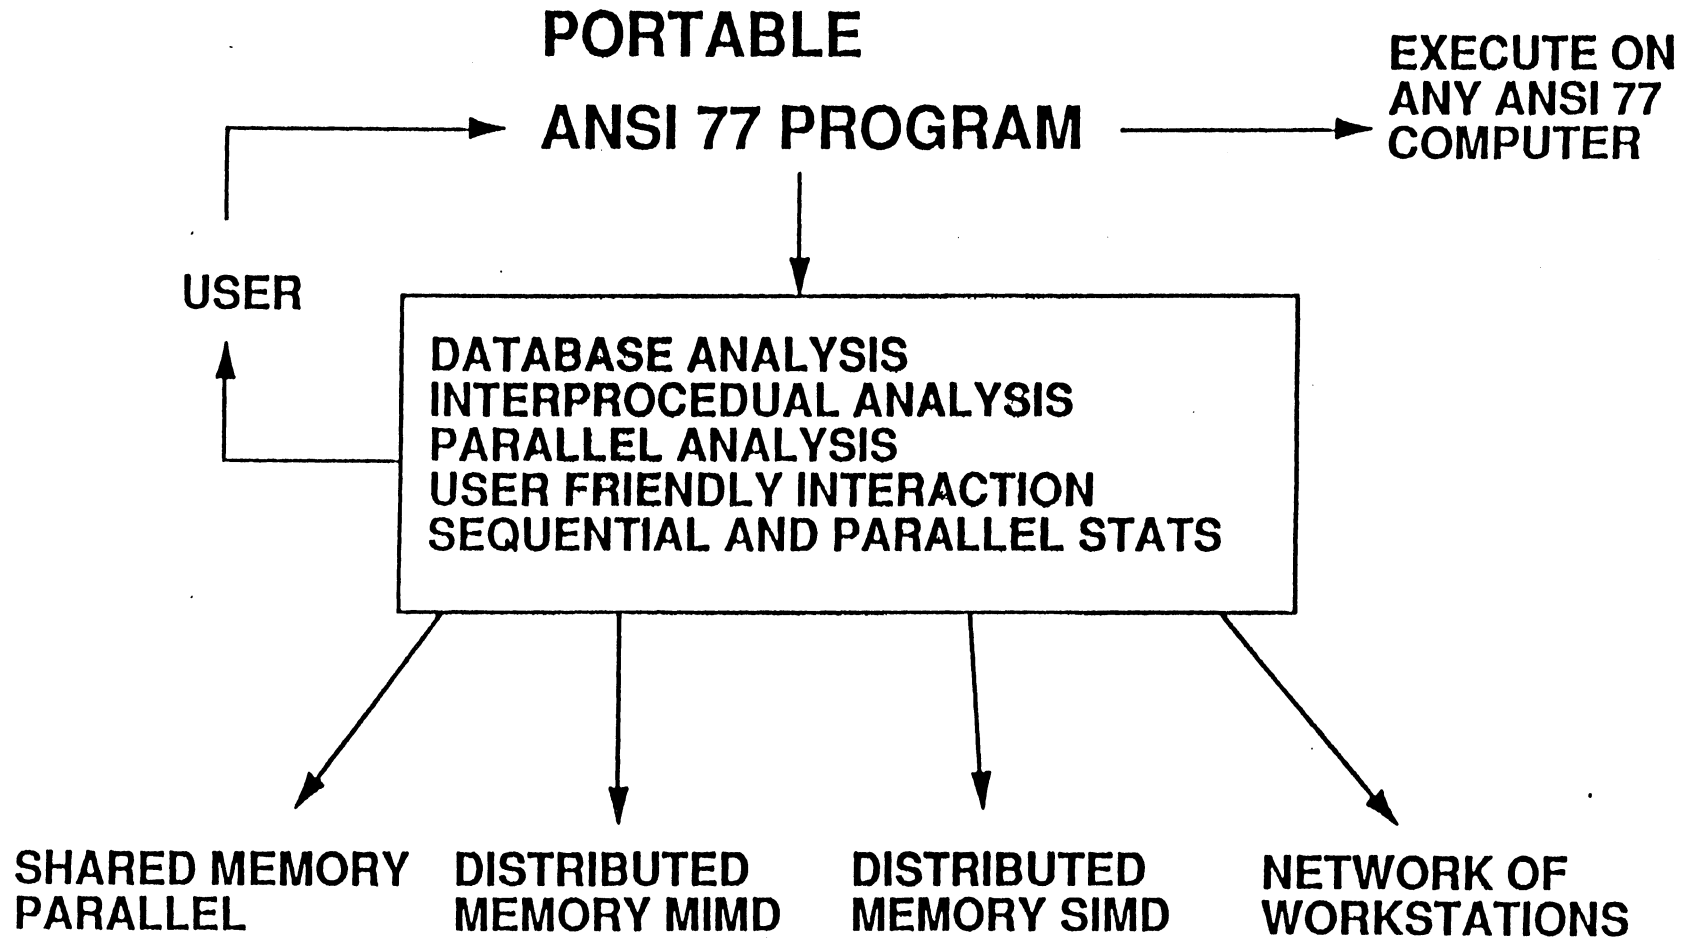 PORTABLE
ANSI 77 PROGRAM
EXECUTE ON
ANY ANSI 77
COMPUTER
USER
DATABASE ANALYSIS
INTERPROCEDUAL ANALYSIS
PARALLEL ANALYSIS
USER FRIENDLY INTERACTION
SEQUENTIAL AND PARALLEL STATS
SHARED MEMORY
PARALLEL
DISTRIBUTED
MEMORY MIMD
DISTRIBUTED
MEMORY SIMD
NETWORK OF
WORKSTATIONS